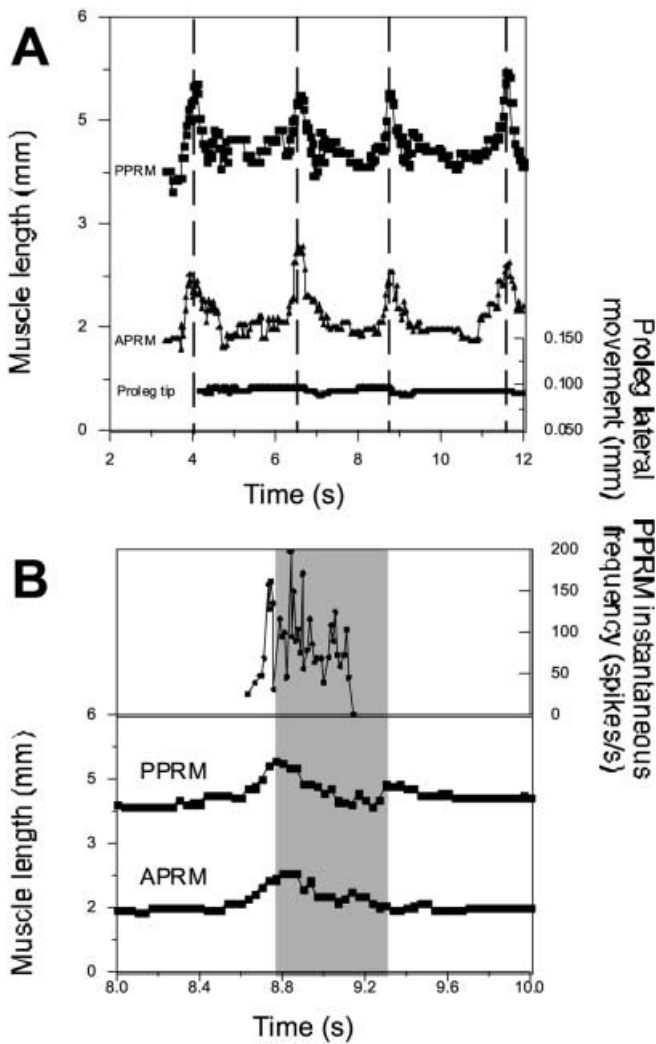 A
6
5
3
2
0
Muscle length (mm)
PPRM
APRM
Proleg tip
0.150
0.100
0.050
Proleg lateral
movement (mm)
2
4
6
8
10
12
Time (s)
B
200
150
100
50
0
PPRM instantaneous
frequency (spikes/s)
6
5
3
2
0
Muscle length (mm)
PPRM
APRM
8.0
8.4
8.8
9.2
9.6
10.0
Time (s)